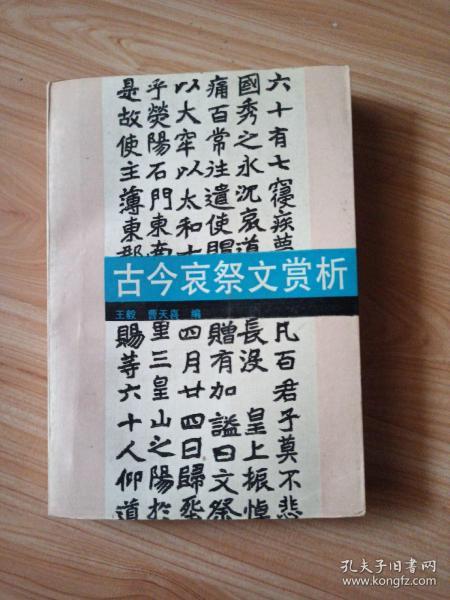 六十有七寑疾薨
國秀之永沉哀道
痛百常往遣使賜
以大牢以太和十
乎熒陽石門東南
是故使主薄東郡
古今哀祭文赏析
王毅 曹天喜 编
凡百君子莫不悲
長沒 皇上振悼
贈有加謚曰文祭
四月廿四日歸葬
里三皇山之陽於
賜等六十人仰道
孔夫子旧书网
www.kongfz.com